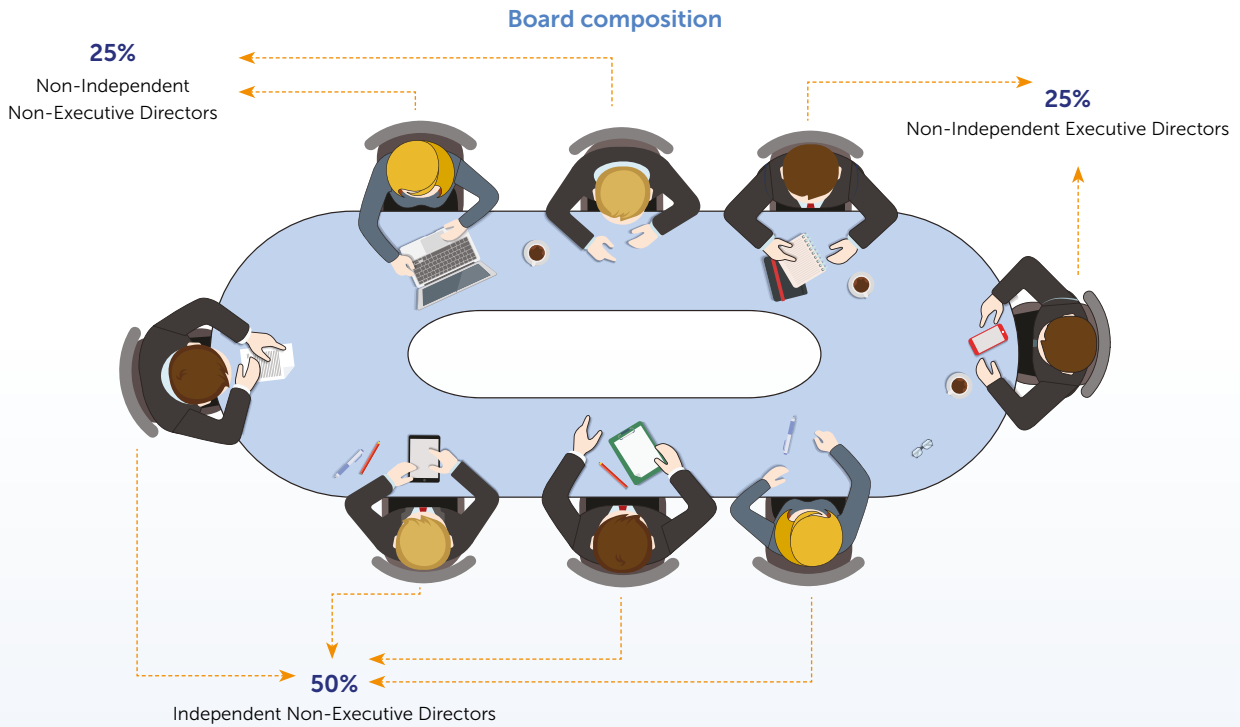 Board composition
25%
Non-Independent
Non-Executive Directors
25%
Non-Independent Executive Directors
50%
Independent Non-Executive Directors